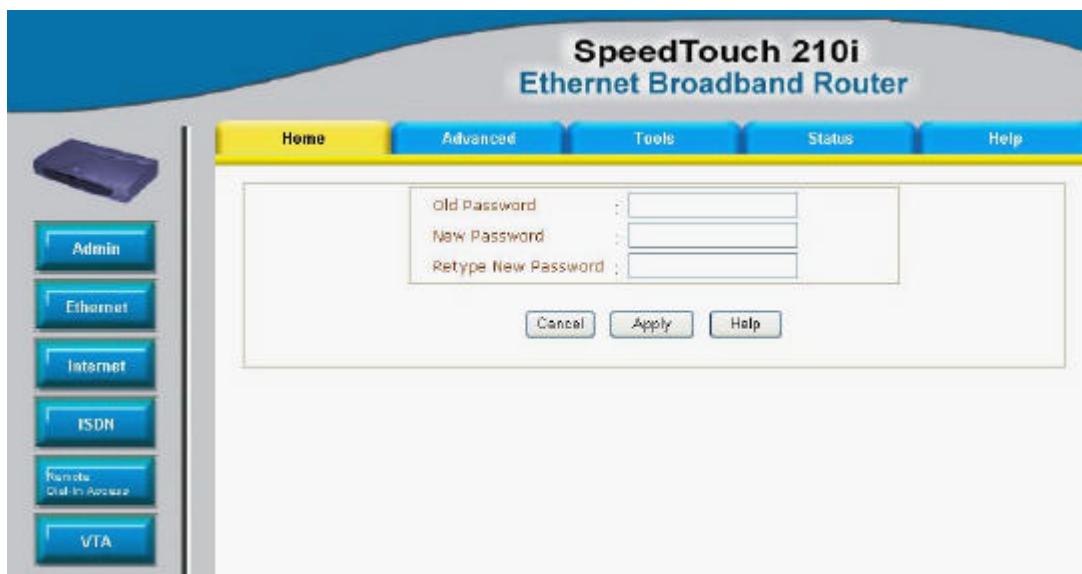 SpeedTouch 210i
Ethernet Broadband Router
Home Advanced Tools Status Help
Old Password :
New Password :
Retype New Password :
Cancel Apply Help
Admin
Ethernet
Internet
ISDN
Remote
Dial-In Access
VTA